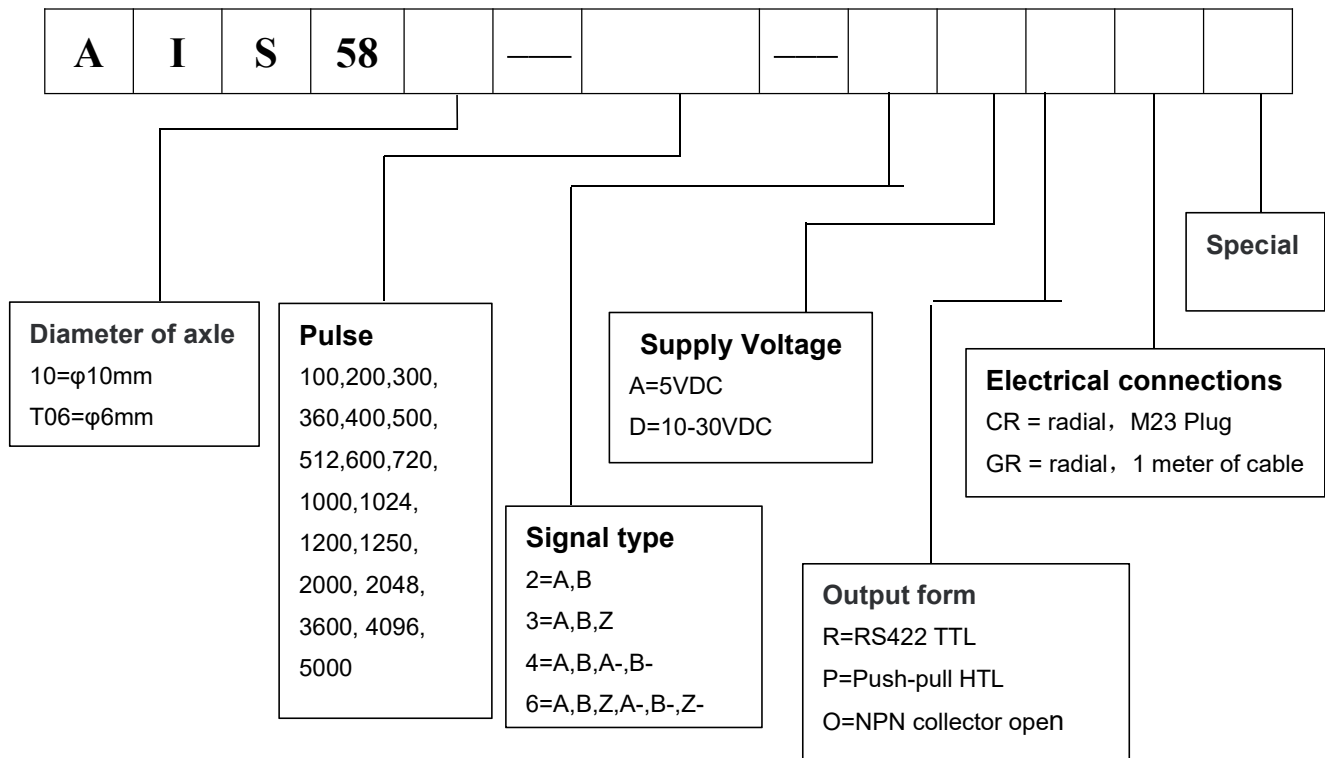 A I S 58 — —
Special
Diameter of axle
10=φ10mm
T06=φ6mm
Pulse
100,200,300,
360,400,500,
512,600,720,
1000,1024,
1200,1250,
2000, 2048,
3600, 4096,
5000
Signal type
2=A,B
3=A,B,Z
4=A,B,A-,B-
6=A,B,Z,A-,B-,Z-
Supply Voltage
A=5VDC
D=10-30VDC
Output form
R=RS422 TTL
P=Push-pull HTL
O=NPN collector open
Electrical connections
CR = radial，M23 Plug
GR = radial，1 meter of cable